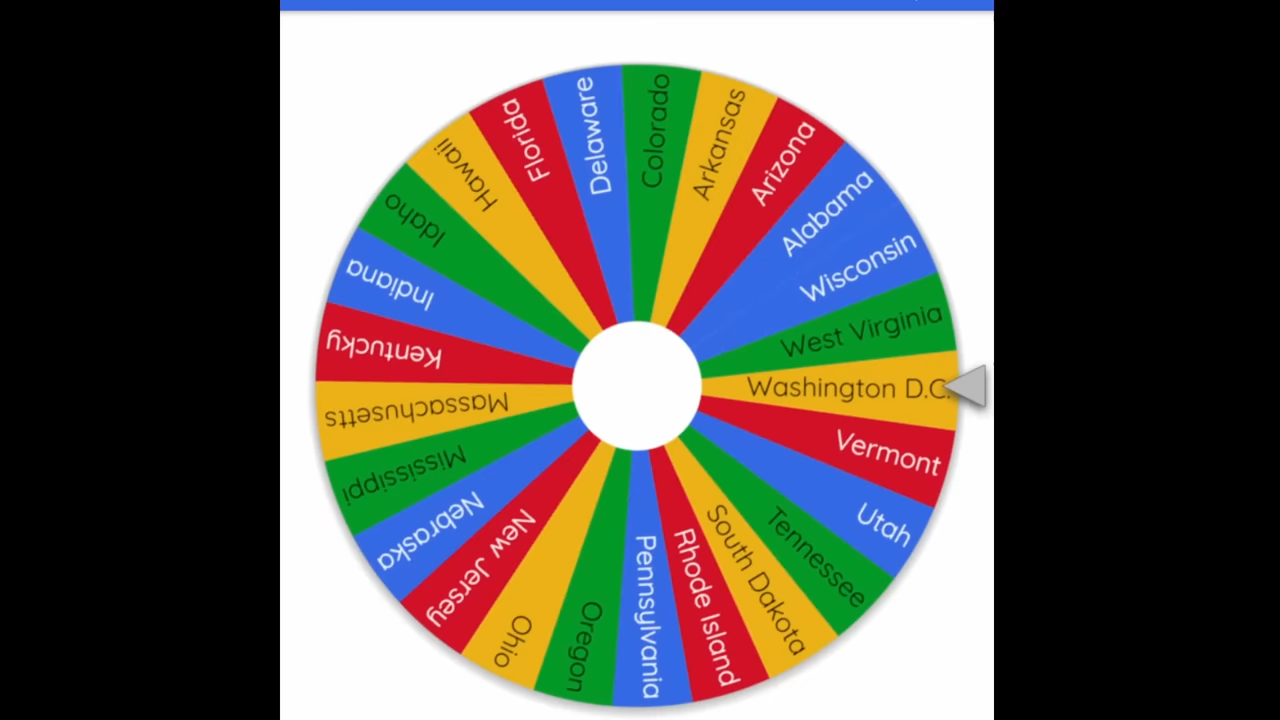 Colorado
Arkansas
Arizona
Alabama
Wisconsin
West Virginia
Washington D.C.
Vermont
Utah
Tennessee
South Dakota
Rhode Island
Pennsylvania
Oregon
Ohio
New Jersey
Nebraska
Mississippi
Massachusetts
Kentucky
Indiana
Idaho
Hawaii
Florida
Delaware